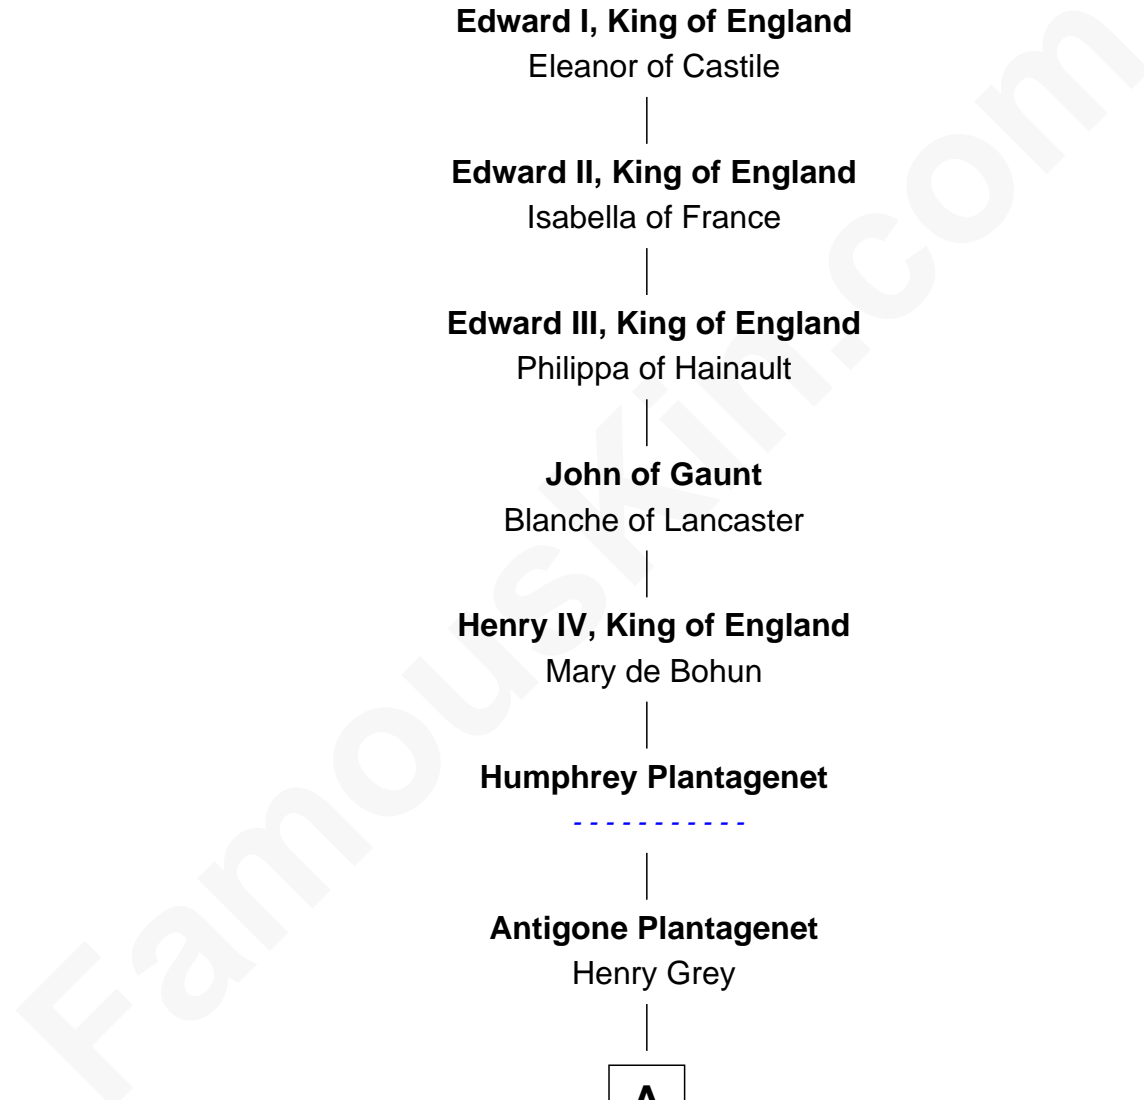 Edward I, King of England
Eleanor of Castile
Edward II, King of England
Isabella of France
Edward III, King of England
Philippa of Hainault
John of Gaunt
Blanche of Lancaster
Henry IV, King of England
Mary de Bohun
Humphrey Plantagenet
- - - - - - - - - - -
Antigone Plantagenet
Henry Grey
A
FamousKin.com